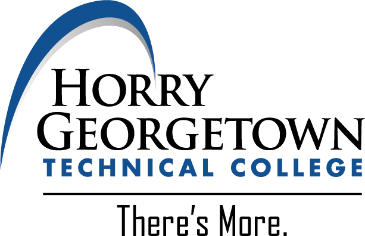 HORRY
GEORGETOWN
TECHNICAL COLLEGE
There's More.